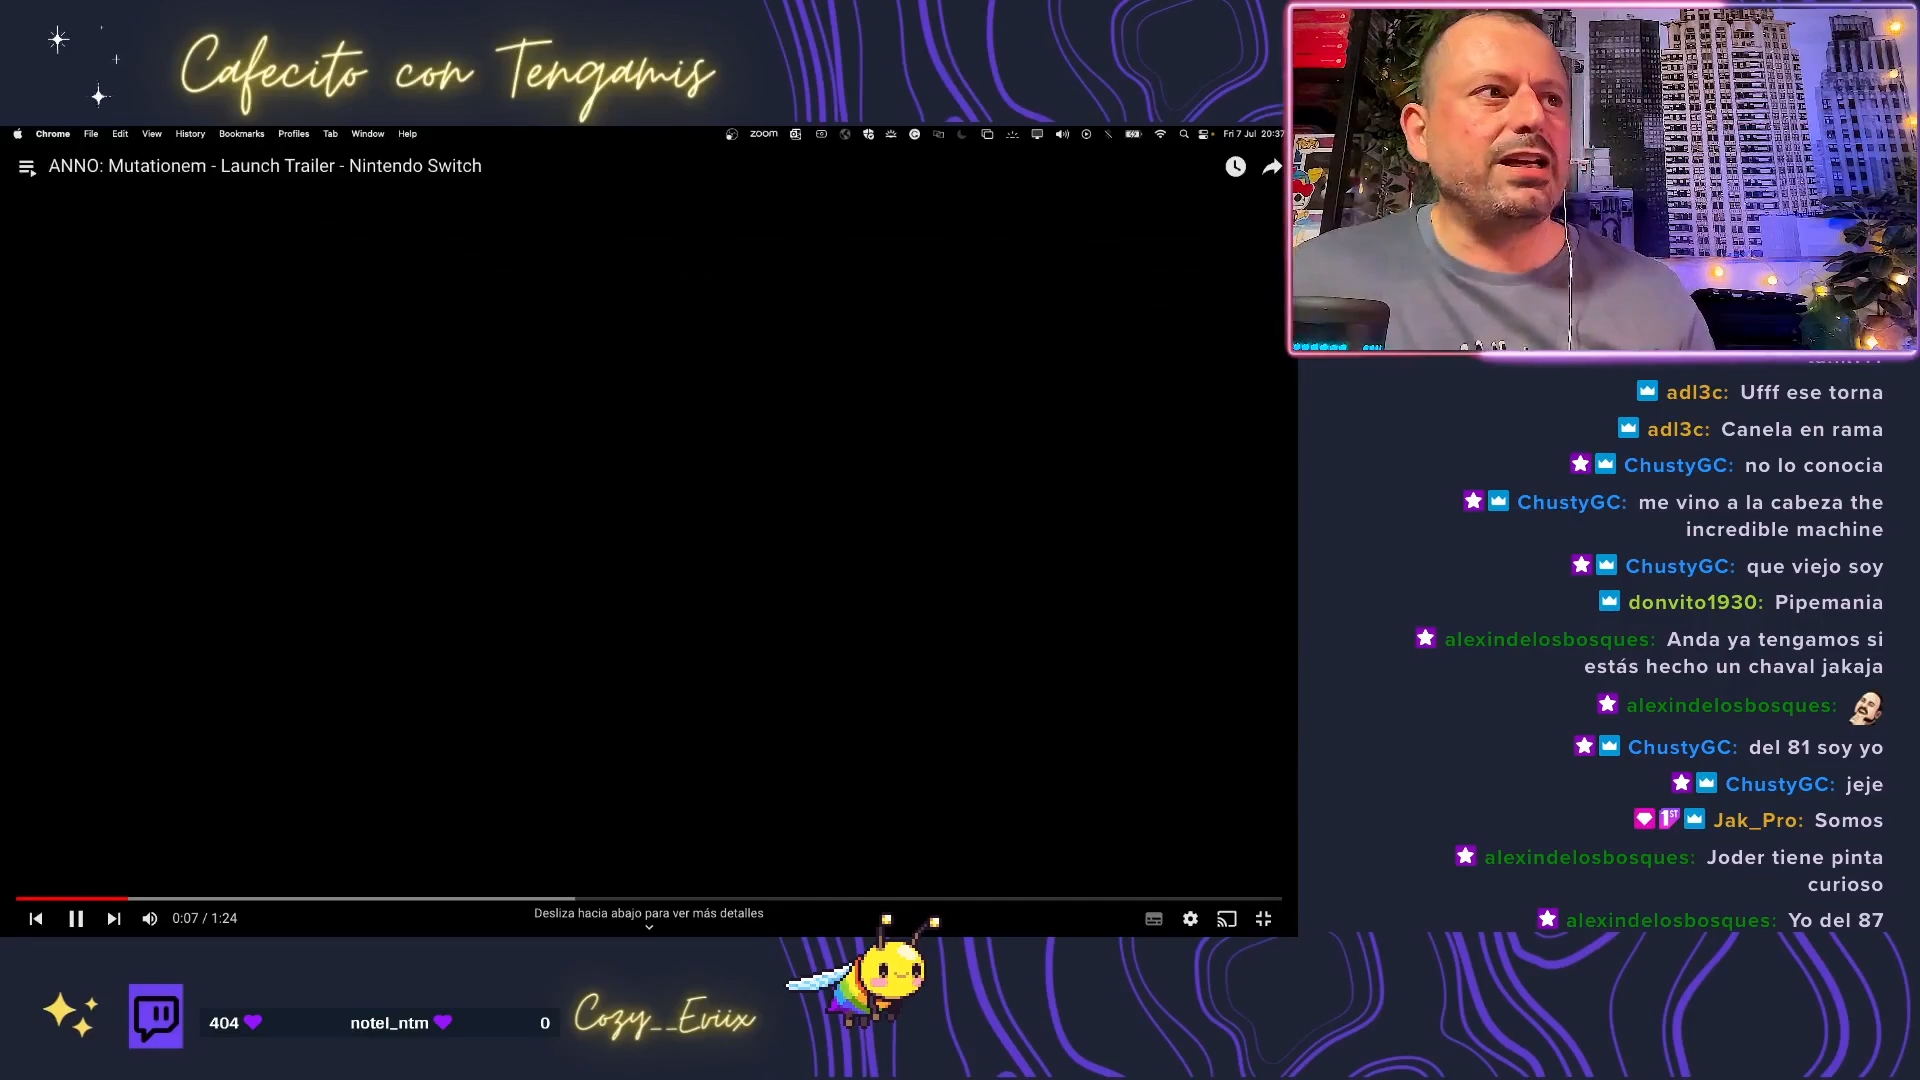 Cafecito con Tengamis
Chrome File Edit View History Bookmarks Profiles Tab Window Help
zoom
Fri 7 Jul 20:37
ANNO: Mutationem - Launch Trailer - Nintendo Switch
adl3c: Ufff ese torna
adl3c: Canela en rama
ChustyGC: no lo conocia
ChustyGC: me vino a la cabeza the
incredible machine
ChustyGC: que viejo soy
donvito1930: Pipemania
alexindelosbosques: Anda ya tengamos si
estás hecho un chaval jakaja
alexindelosbosques:
ChustyGC: del 81 soy yo
ChustyGC: jeje
1ST Jak_Pro: Somos
alexindelosbosques: Joder tiene pinta
curioso
alexindelosbosques: Yo del 87
0:07 / 1:24
Desliza hacia abajo para ver más detalles
404
notel_ntm
0
Cozy__Eviix